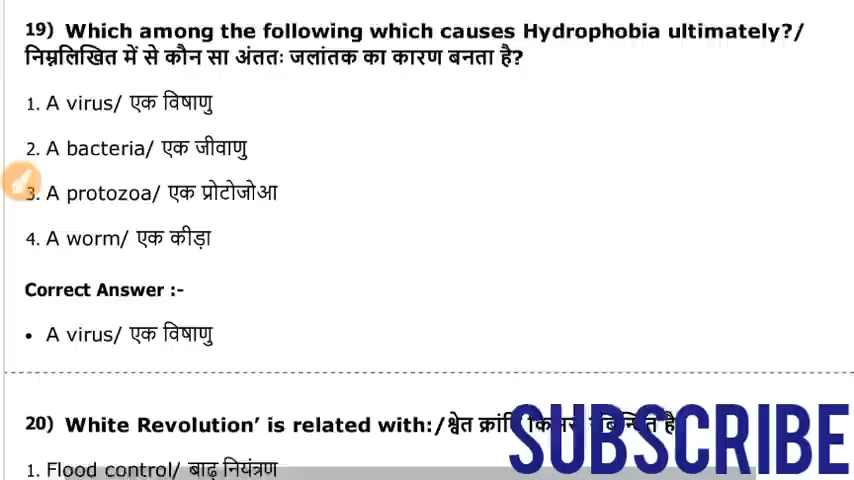 19) Which among the following which causes Hydrophobia ultimately?/
निम्नलिखित में से कौन सा अंततः जलांतक का कारण बनता है?
1. A virus/ एक विषाणु
2. A bacteria/ एक जीवाणु
3. A protozoa/ एक प्रोटोजोआ
4. A worm/ एक कीड़ा
Correct Answer :-
• A virus/ एक विषाणु
20) White Revolution’ is related with:/श्वेत है
SUBSCRIBE
1. Flood control/ बाढ़ नियंत्रण